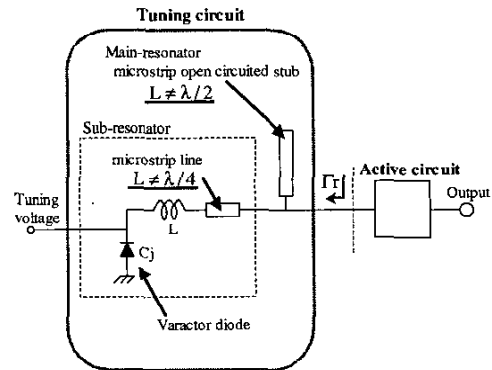 Tuning circuit
Main-resonator
microstrip open circuited stub
L ≠ λ/2
Sub-resonator
microstrip line
L ≠ λ/4
Γr
Active circuit
Tuning
voltage
L
Output
Cj
Varactor diode